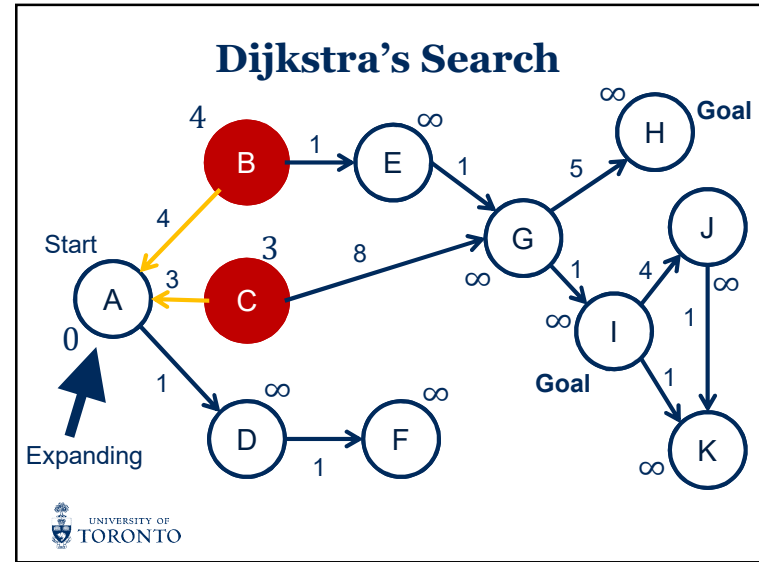 Dijkstra's Search
∞
Goal
4
B
1
∞
E
H
1
5
4
Start
3
8
G
J
A
3
C
∞
1
4
∞
0
∞
I
1
1
∞
∞
Goal
1
Expanding
D
1
F
∞
K
UNIVERSITY OF
TORONTO